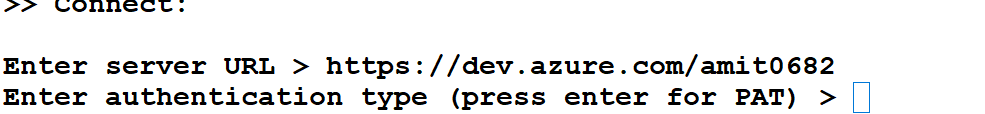 >> Connect:
Enter server URL > https://dev.azure.com/amit0682
Enter authentication type (press enter for PAT) >